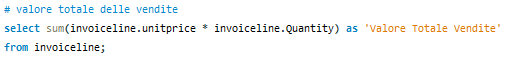 # valore totale delle vendite
select sum(invoiceline.unitprice * invoiceline.Quantity) as 'Valore Totale Vendite'
from invoiceline;